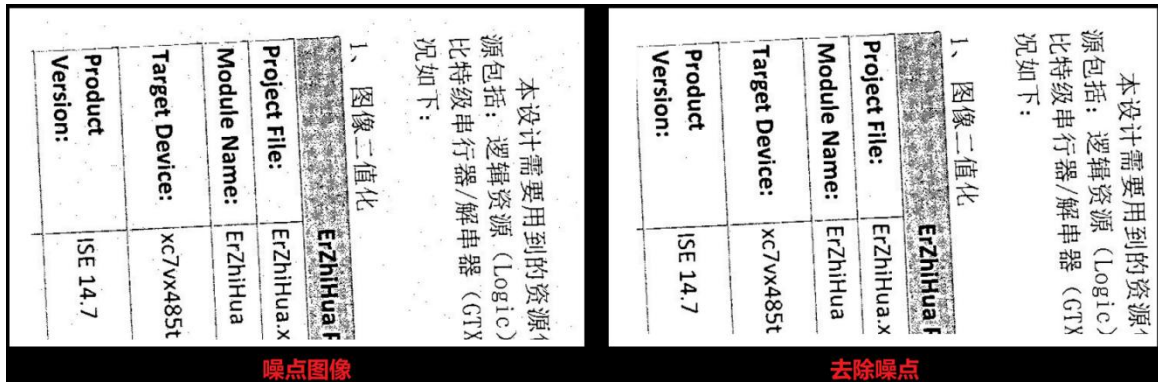 本设计需要用到的资源
源包括：逻辑资源（Logic）
比特级串行器/解串器（GTX
况如下：
1、 图像二值化
ErZhiHua
Project File: ErZhiHua.x
Module Name: ErZhiHua
Target Device: xc7vx485t
Product ISE 14.7
Version:
噪点图像
本设计需要用到的资源
源包括：逻辑资源（Logic）
比特级串行器/解串器（GTX
况如下：
1、 图像二值化
ErZhiHua
Project File: ErZhiHua.x
Module Name: ErZhiHua
Target Device: xc7vx485t
Product ISE 14.7
Version:
去除噪点